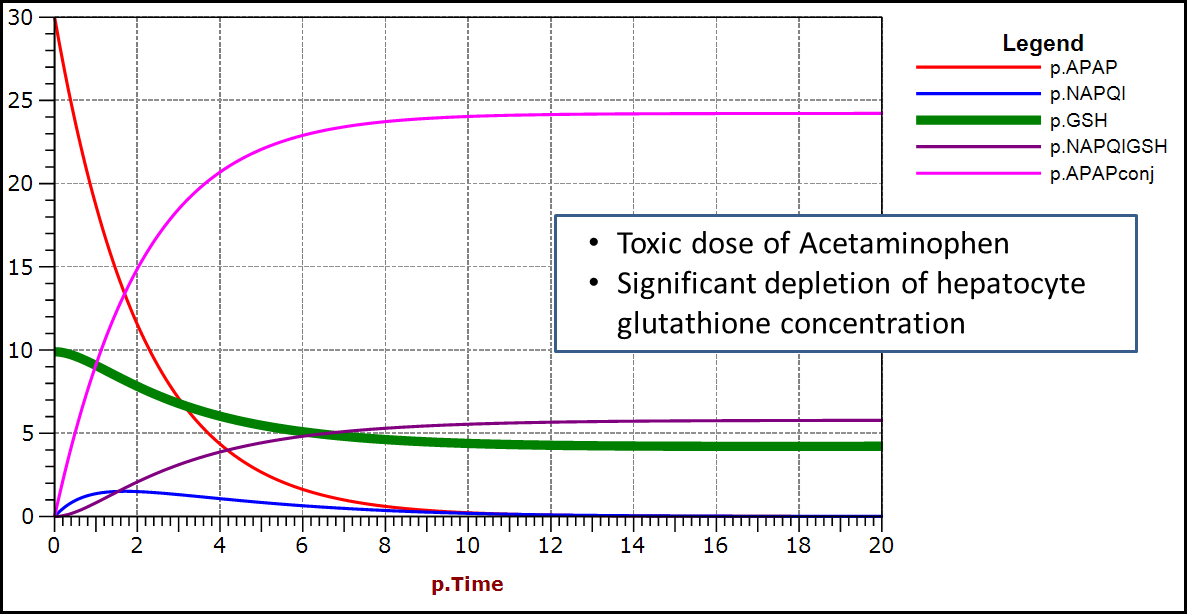 30
25
20
15
10
5
0
0 2 4 6 8 10 12 14 16 18 20
p.Time
Legend
p.APAP
p.NAPQI
p.GSH
p.NAPQIGSH
p.APAPconj
• Toxic dose of Acetaminophen
• Significant depletion of hepatocyte
glutathione concentration